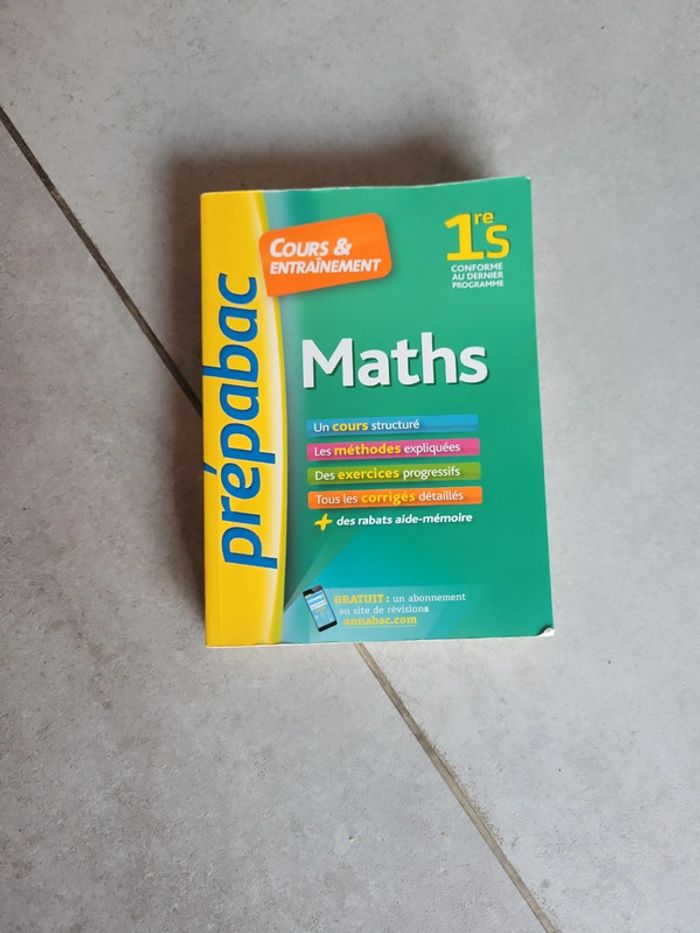 prépabac
COURS &
ENTRAÎNEMENT
1reS
CONFORME
AU DERNIER
PROGRAMME
Maths
Un cours structuré
Les méthodes expliquées
Des exercices progressifs
Tous les corrigés détaillés
+ des rabats aide-mémoire
GRATUIT : un abonnement
au site de révisions
annabac.com